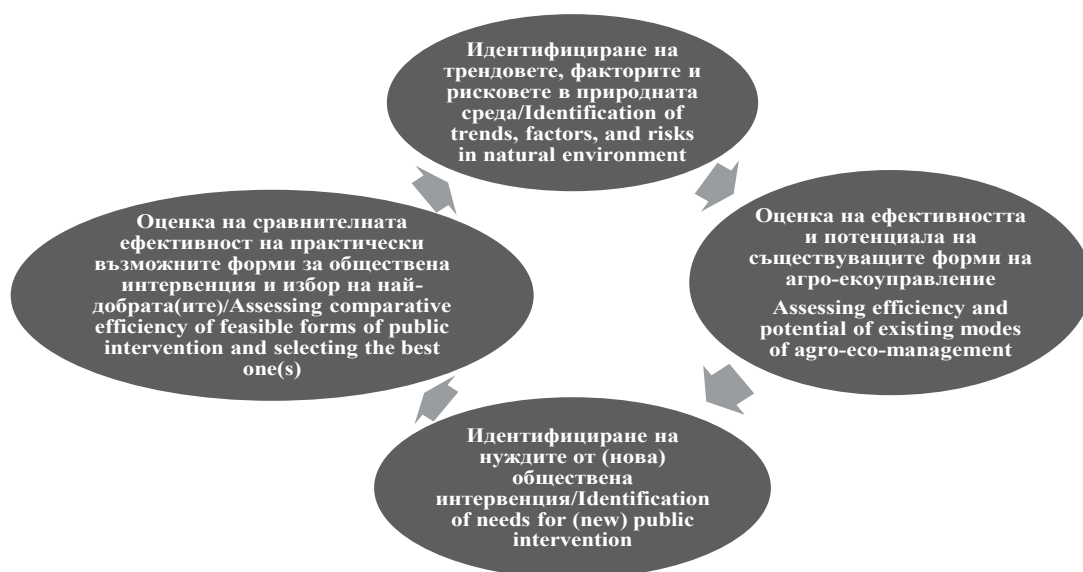 Идентифициране на
трендовете, факторите и
рисковете в природната
среда/Identification of
trends, factors, and risks
in natural environment
Оценка на ефективността
и потенциала на
съществуващите форми на
агро-екоуправление
Assessing efficiency and
potential of existing modes
of agro-eco-management
Идентифициране на
нуждите от (нова)
обществена
интервенция/Identification
of needs for (new) public
intervention
Оценка на сравнителната
ефективност на практически
възможните форми за обществена
интервенция и избор на най-
добрата(ите)/Assessing comparative
efficiency of feasible forms of public
intervention and selecting the best
one(s)